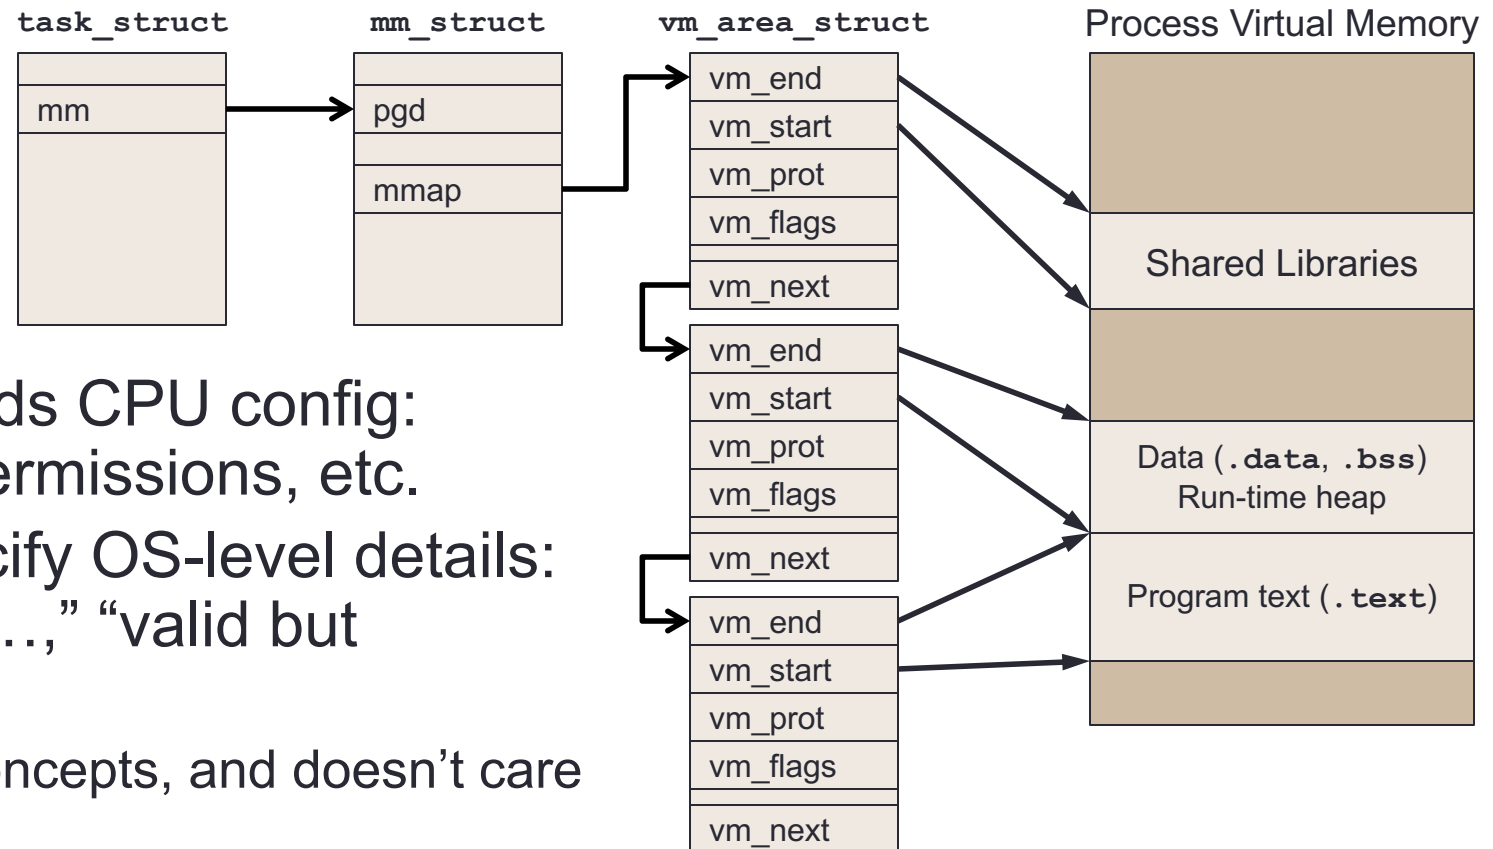 task_struct
mm
mm_struct
pgd
mmap
vm_area_struct
vm_end
vm_start
vm_prot
vm_flags
vm_next
vm_end
vm_start
vm_prot
vm_flags
vm_next
vm_end
vm_start
vm_prot
vm_flags
vm_next
Process Virtual Memory
Shared Libraries
Data (.data, .bss)
Run-time heap
Program text (.text)
ds CPU config:
ermissions, etc.
cify OS-level details:
…,” “valid but
oncepts, and doesn’t care